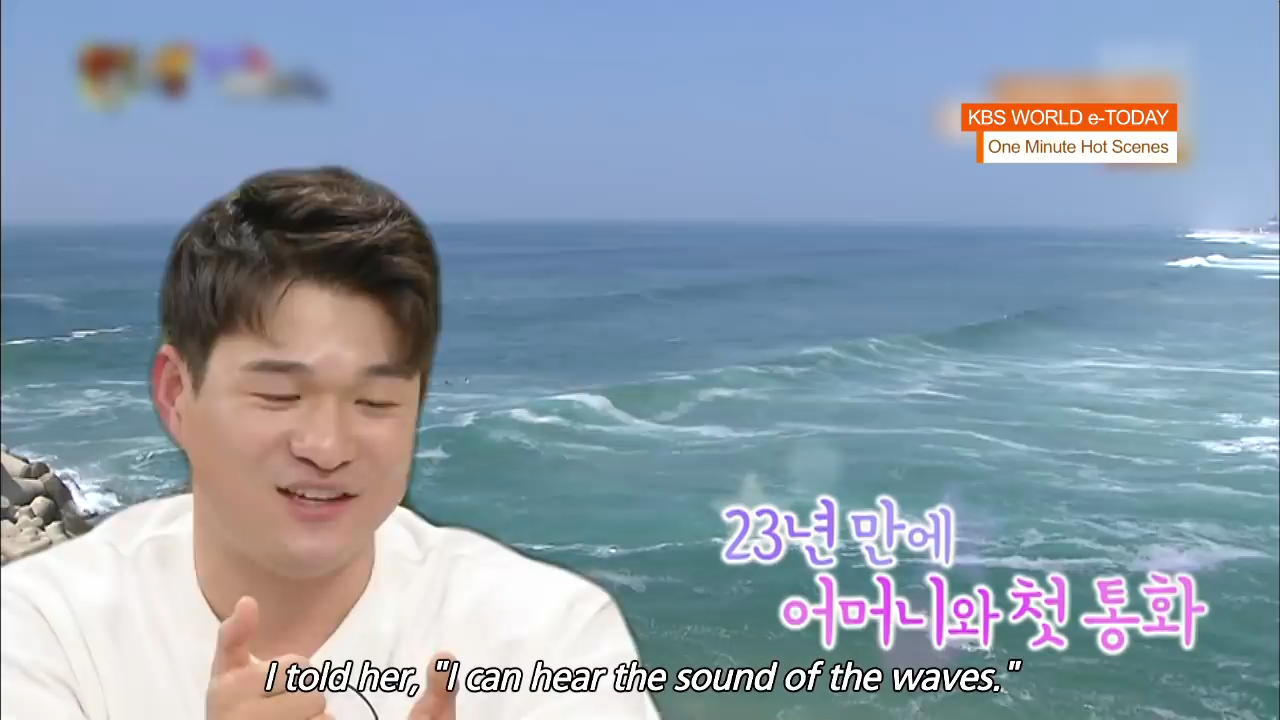 KBS WORLD e-TODAY
One Minute Hot Scenes
23년 만에
어머니와 첫 통화
I told her, "I can hear the sound of the waves."